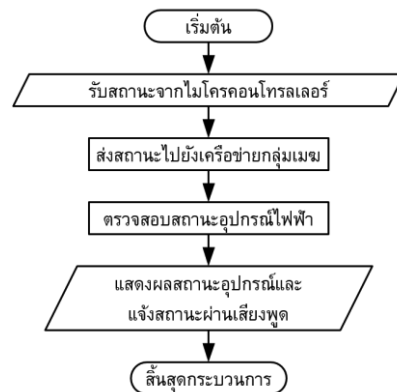 เริ่มต้น
รับสถานะจากไมโครคอนโทรลเลอร์
ส่งสถานะไปยังเครือข่ายกลุ่มเมฆ
ตรวจสอบสถานะอุปกรณ์ไฟฟ้า
แสดงผลสถานะอุปกรณ์และ
แจ้งสถานะผ่านเสียงพูด
สิ้นสุดกระบวนการ